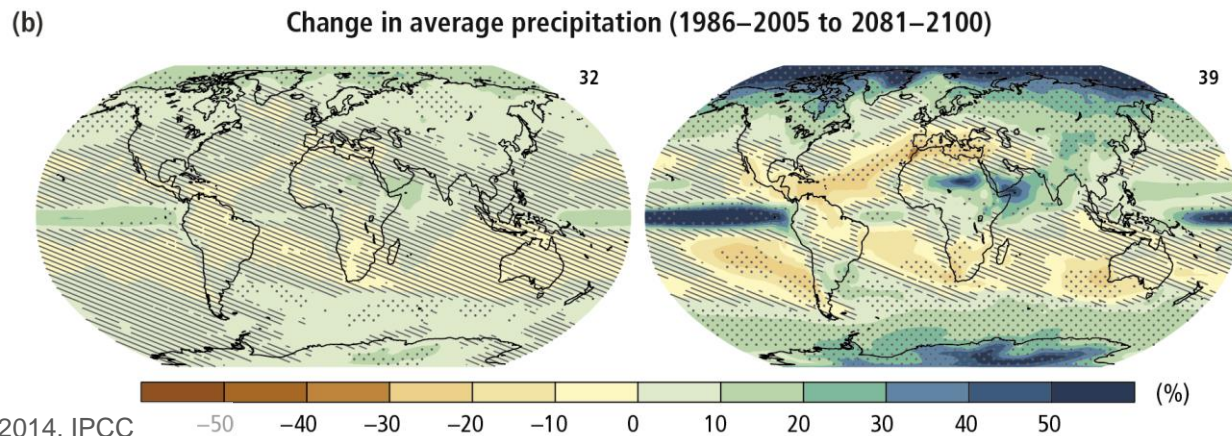 (b) Change in average precipitation (1986–2005 to 2081–2100)
32
39
(%)
2014, IPCC
−50 −40 −30 −20 −10 0 10 20 30 40 50